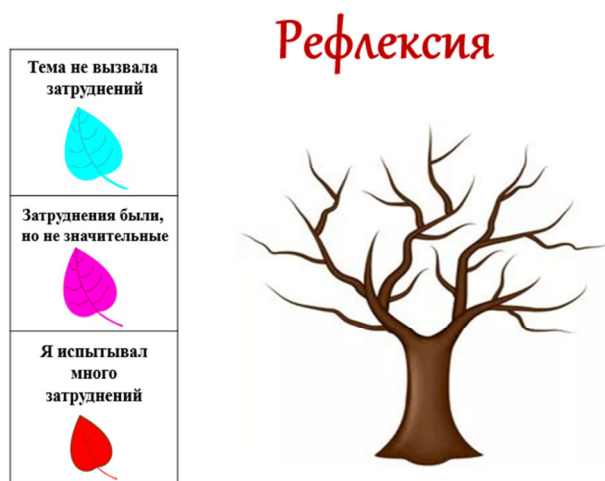 Рефлексия
Тема не вызвала
затруднений
Затруднения были,
но не значительные
Я испытывал
много
затруднений